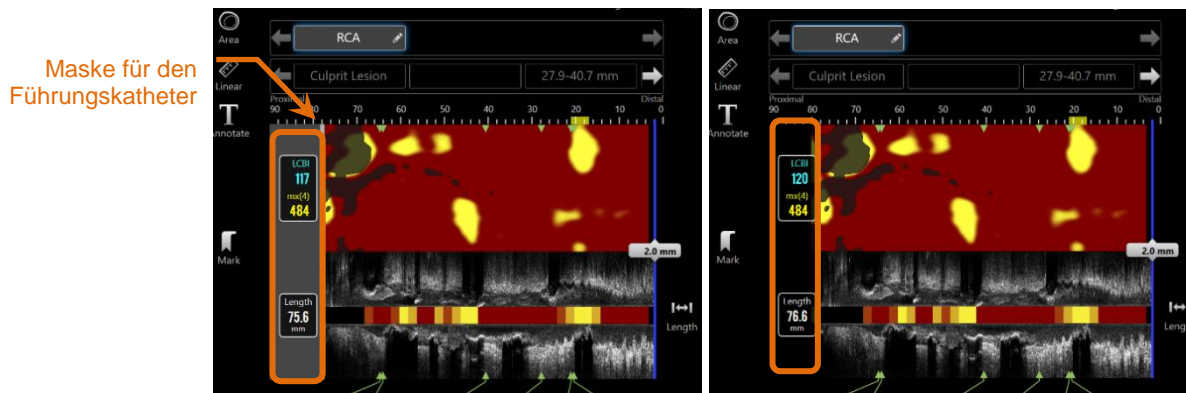 Maske für den
Führungskatheter
Area
RCA
Linear
Culprit Lesion
27.9-40.7 mm
Proximal
Distal
90 80 70 60 50 40 30 20 10 0
Annotate
LCBI
117
mx(4)
484
Mark
2.0 mm
Length
75.6
mm
Length
Area
RCA
Linear
Culprit Lesion
27.9-40.7 mm
Proximal
Distal
90 80 70 60 50 40 30 20 10 0
Annotate
LCBI
120
mx(4)
484
Mark
2.0 mm
Length
76.6
mm
Leng